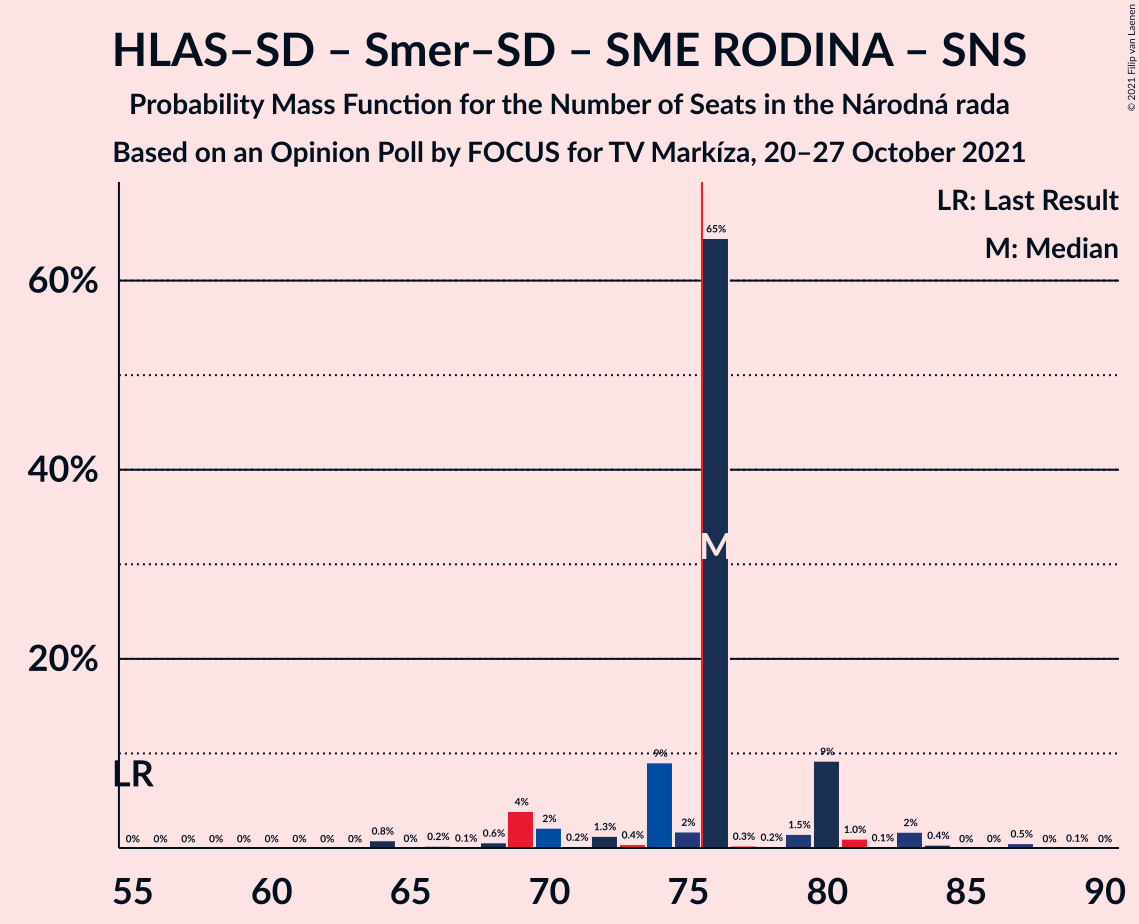 HLAS–SD – Smer–SD – SME RODINA – SNS
Probability Mass Function for the Number of Seats in the Národná rada
Based on an Opinion Poll by FOCUS for TV Markíza, 20–27 October 2021
© 2021 Filip van Laenen
LR: Last Result
M: Median
60%
40%
20%
65%
M
LR
0% 0% 0% 0% 0% 0% 0% 0% 0% 0.8% 0% 0.2% 0.1% 0.6% 4% 2% 0.2% 1.3% 0.4% 9% 2% 0.3% 0.2% 1.5% 9% 1.0% 0.1% 2% 0.4% 0% 0% 0.5% 0% 0.1% 0%
55 60 65 70 75 80 85 90